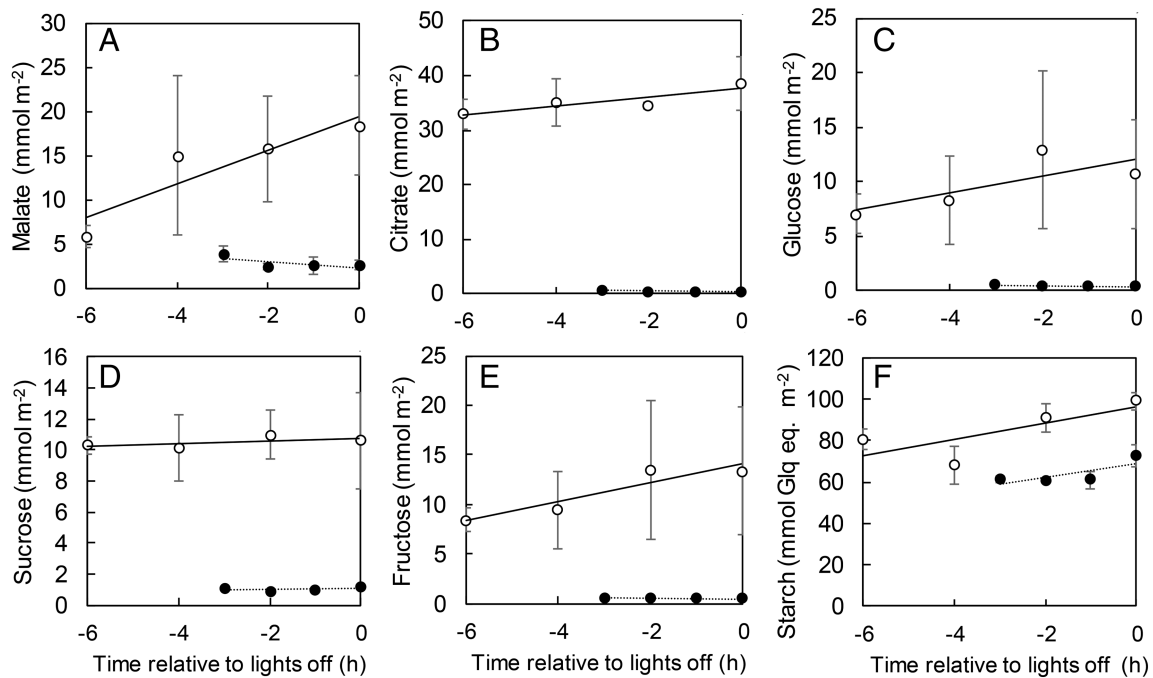 A
Malate (mmol m-2)
30
25
20
15
10
5
0
-6 -4 -2 0
B
Citrate (mmol m-2)
50
40
30
20
10
0
-6 -4 -2 0
C
Glucose (mmol m-2)
25
20
15
10
5
0
-6 -4 -2 0
D
Sucrose (mmol m-2)
16
14
12
10
8
6
4
2
0
-6 -4 -2 0
Time relative to lights off (h)
E
Fructose (mmol m-2)
25
20
15
10
5
0
-6 -4 -2 0
Time relative to lights off (h)
F
Starch (mmol Glq eq. m-2)
120
100
80
60
40
20
0
-6 -4 -2 0
Time relative to lights off (h)